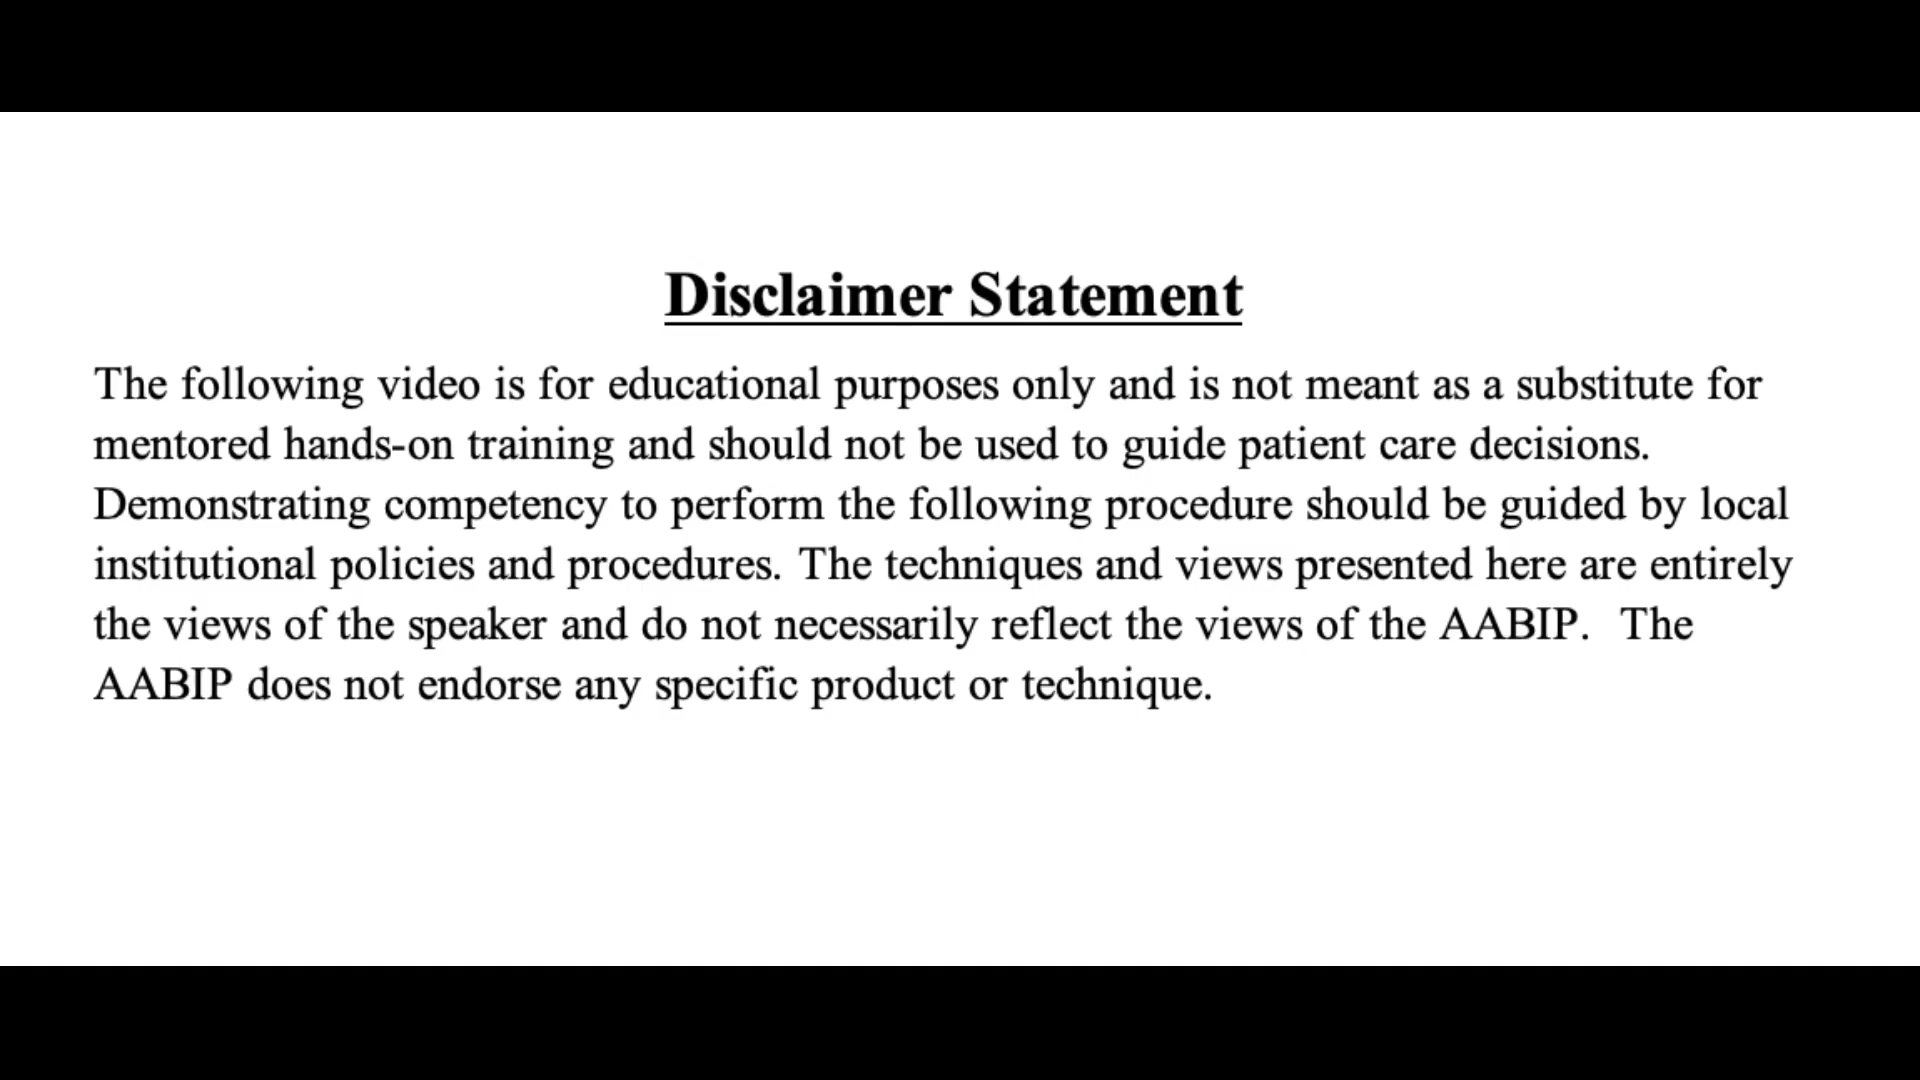 Disclaimer Statement
The following video is for educational purposes only and is not meant as a substitute for
mentored hands-on training and should not be used to guide patient care decisions.
Demonstrating competency to perform the following procedure should be guided by local
institutional policies and procedures. The techniques and views presented here are entirely
the views of the speaker and do not necessarily reflect the views of the AABIP.  The
AABIP does not endorse any specific product or technique.